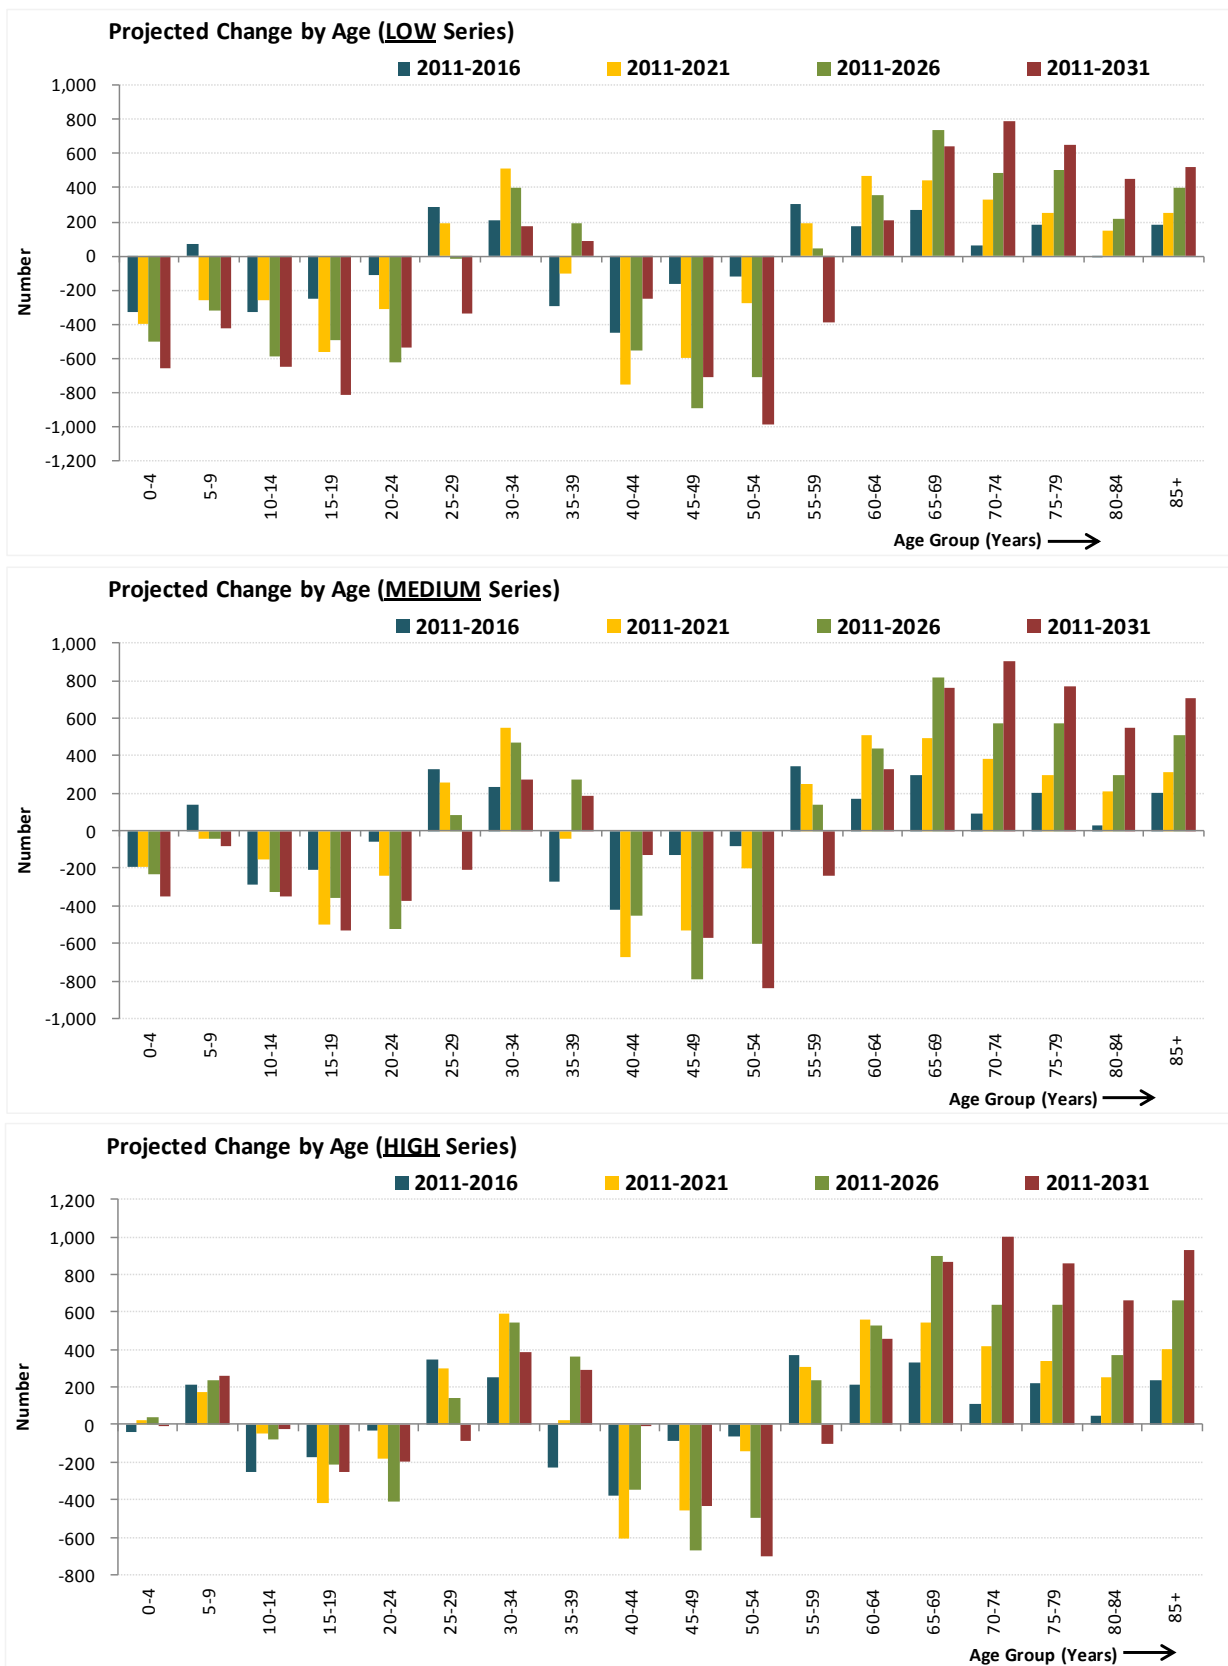 Projected Change by Age (LOW Series)
2011-2016 2011-2021 2011-2026 2011-2031
1,000
800
600
400
200
0
-200
-400
-600
-800
-1,000
-1,200
Number
0-4 5-9 10-14 15-19 20-24 25-29 30-34 35-39 40-44 45-49 50-54 55-59 60-64 65-69 70-74 75-79 80-84 85+
Age Group (Years)
Projected Change by Age (MEDIUM Series)
2011-2016 2011-2021 2011-2026 2011-2031
1,000
800
600
400
200
0
-200
-400
-600
-800
-1,000
Number
0-4 5-9 10-14 15-19 20-24 25-29 30-34 35-39 40-44 45-49 50-54 55-59 60-64 65-69 70-74 75-79 80-84 85+
Age Group (Years)
Projected Change by Age (HIGH Series)
2011-2016 2011-2021 2011-2026 2011-2031
1,200
1,000
800
600
400
200
0
-200
-400
-600
-800
Number
0-4 5-9 10-14 15-19 20-24 25-29 30-34 35-39 40-44 45-49 50-54 55-59 60-64 65-69 70-74 75-79 80-84 85+
Age Group (Years)